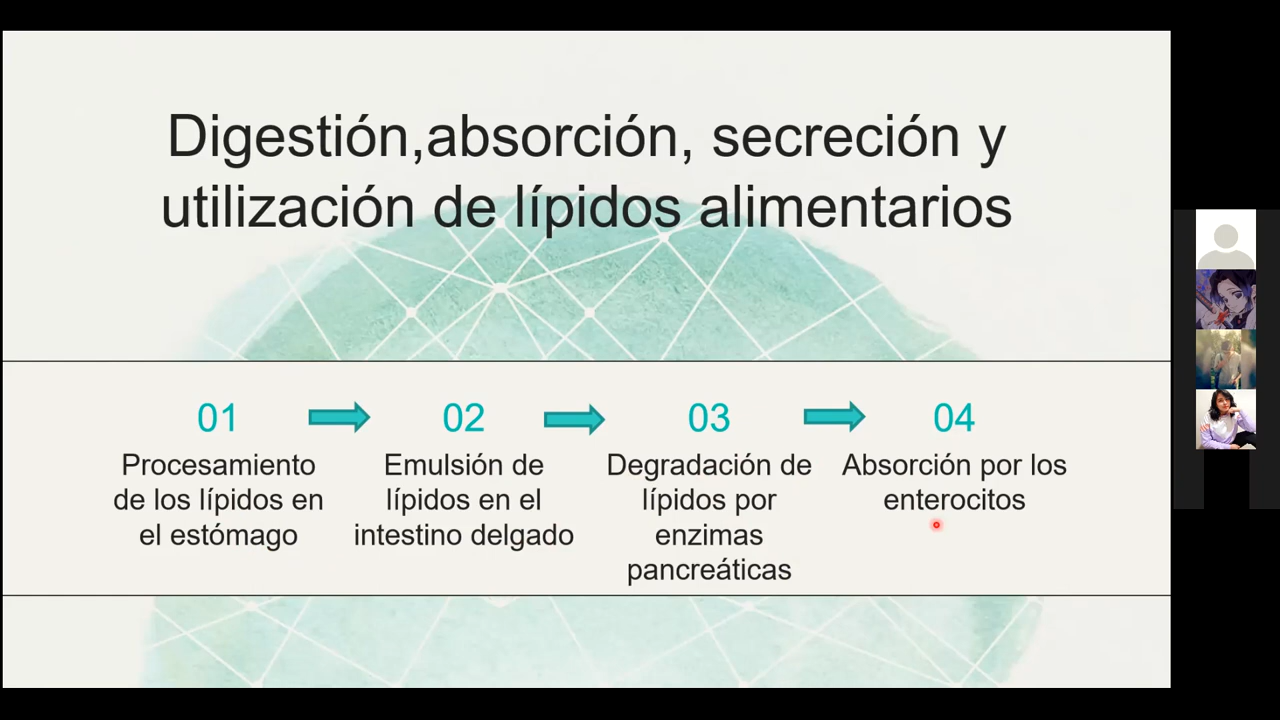 Digestión,absorción, secreción y
utilización de lípidos alimentarios
01
Procesamiento
de los lípidos en
el estómago
02
Emulsión de
lípidos en el
intestino delgado
03
Degradación de
lípidos por
enzimas
pancreáticas
04
Absorción por los
enterocitos